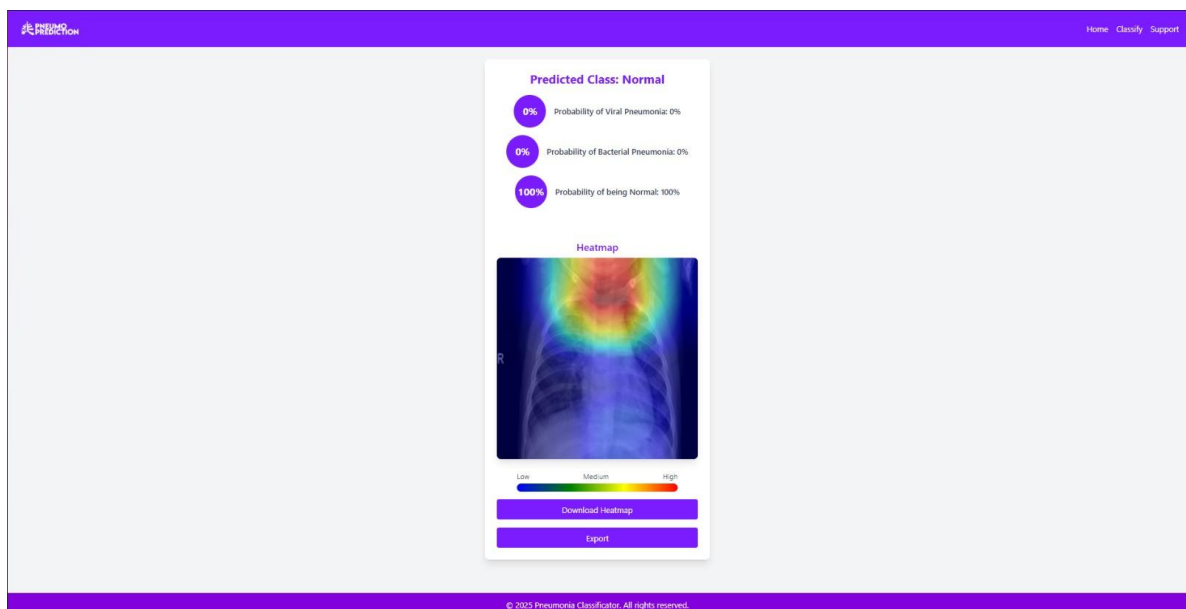 PNEUMO
PREDICTION
Home Classify Support
Predicted Class: Normal
0% Probability of Viral Pneumonia: 0%
0% Probability of Bacterial Pneumonia: 0%
100% Probability of being Normal: 100%
Heatmap
R
Low Medium High
Download Heatmap
Export
© 2025 Pneumonia Classificator. All rights reserved.